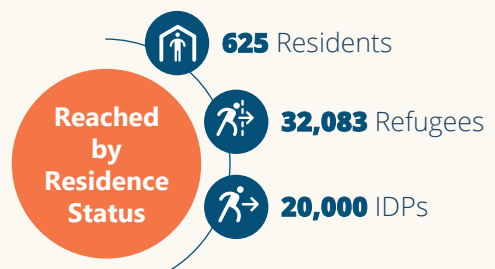 625 Residents
Reached
by
Residence
Status
32,083 Refugees
20,000 IDPs